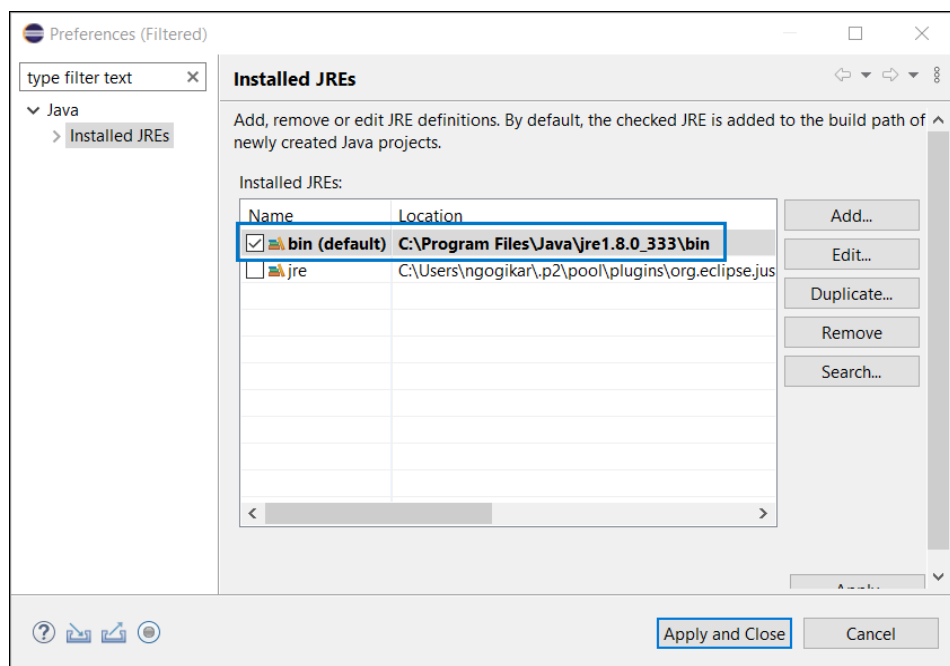 Preferences (Filtered)
type filter text
Java
Installed JREs
Installed JREs
Add, remove or edit JRE definitions. By default, the checked JRE is added to the build path of
newly created Java projects.
Installed JREs:
Name Location
bin (default) C:\Program Files\Java\jre1.8.0_333\bin
jre C:\Users\ngogikar\.p2\pool\plugins\org.eclipse.jus
Add...
Edit...
Duplicate...
Remove
Search...
Apply and Close
Cancel